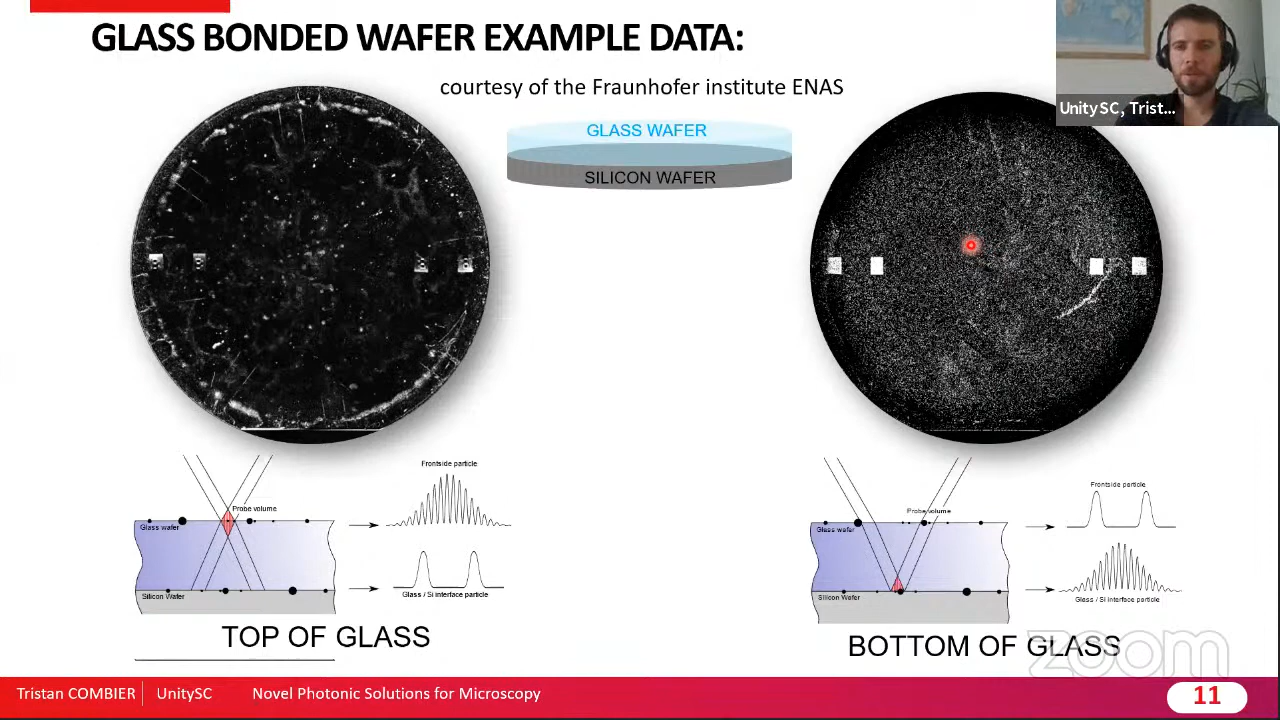 GLASS BONDED WAFER EXAMPLE DATA:
courtesy of the Fraunhofer institute ENAS
UnitySC, Trist...
GLASS WAFER
SILICON WAFER
Frontside particle
Probe volume
Glass wafer
Silicon Wafer
Glass / Si interface particle
TOP OF GLASS
Frontside particle
Probe volume
Glass wafer
Silicon Wafer
Glass / Si interface particle
BOTTOM OF GLASS
zoom
Tristan COMBIER UnitySC Novel Photonic Solutions for Microscopy 11